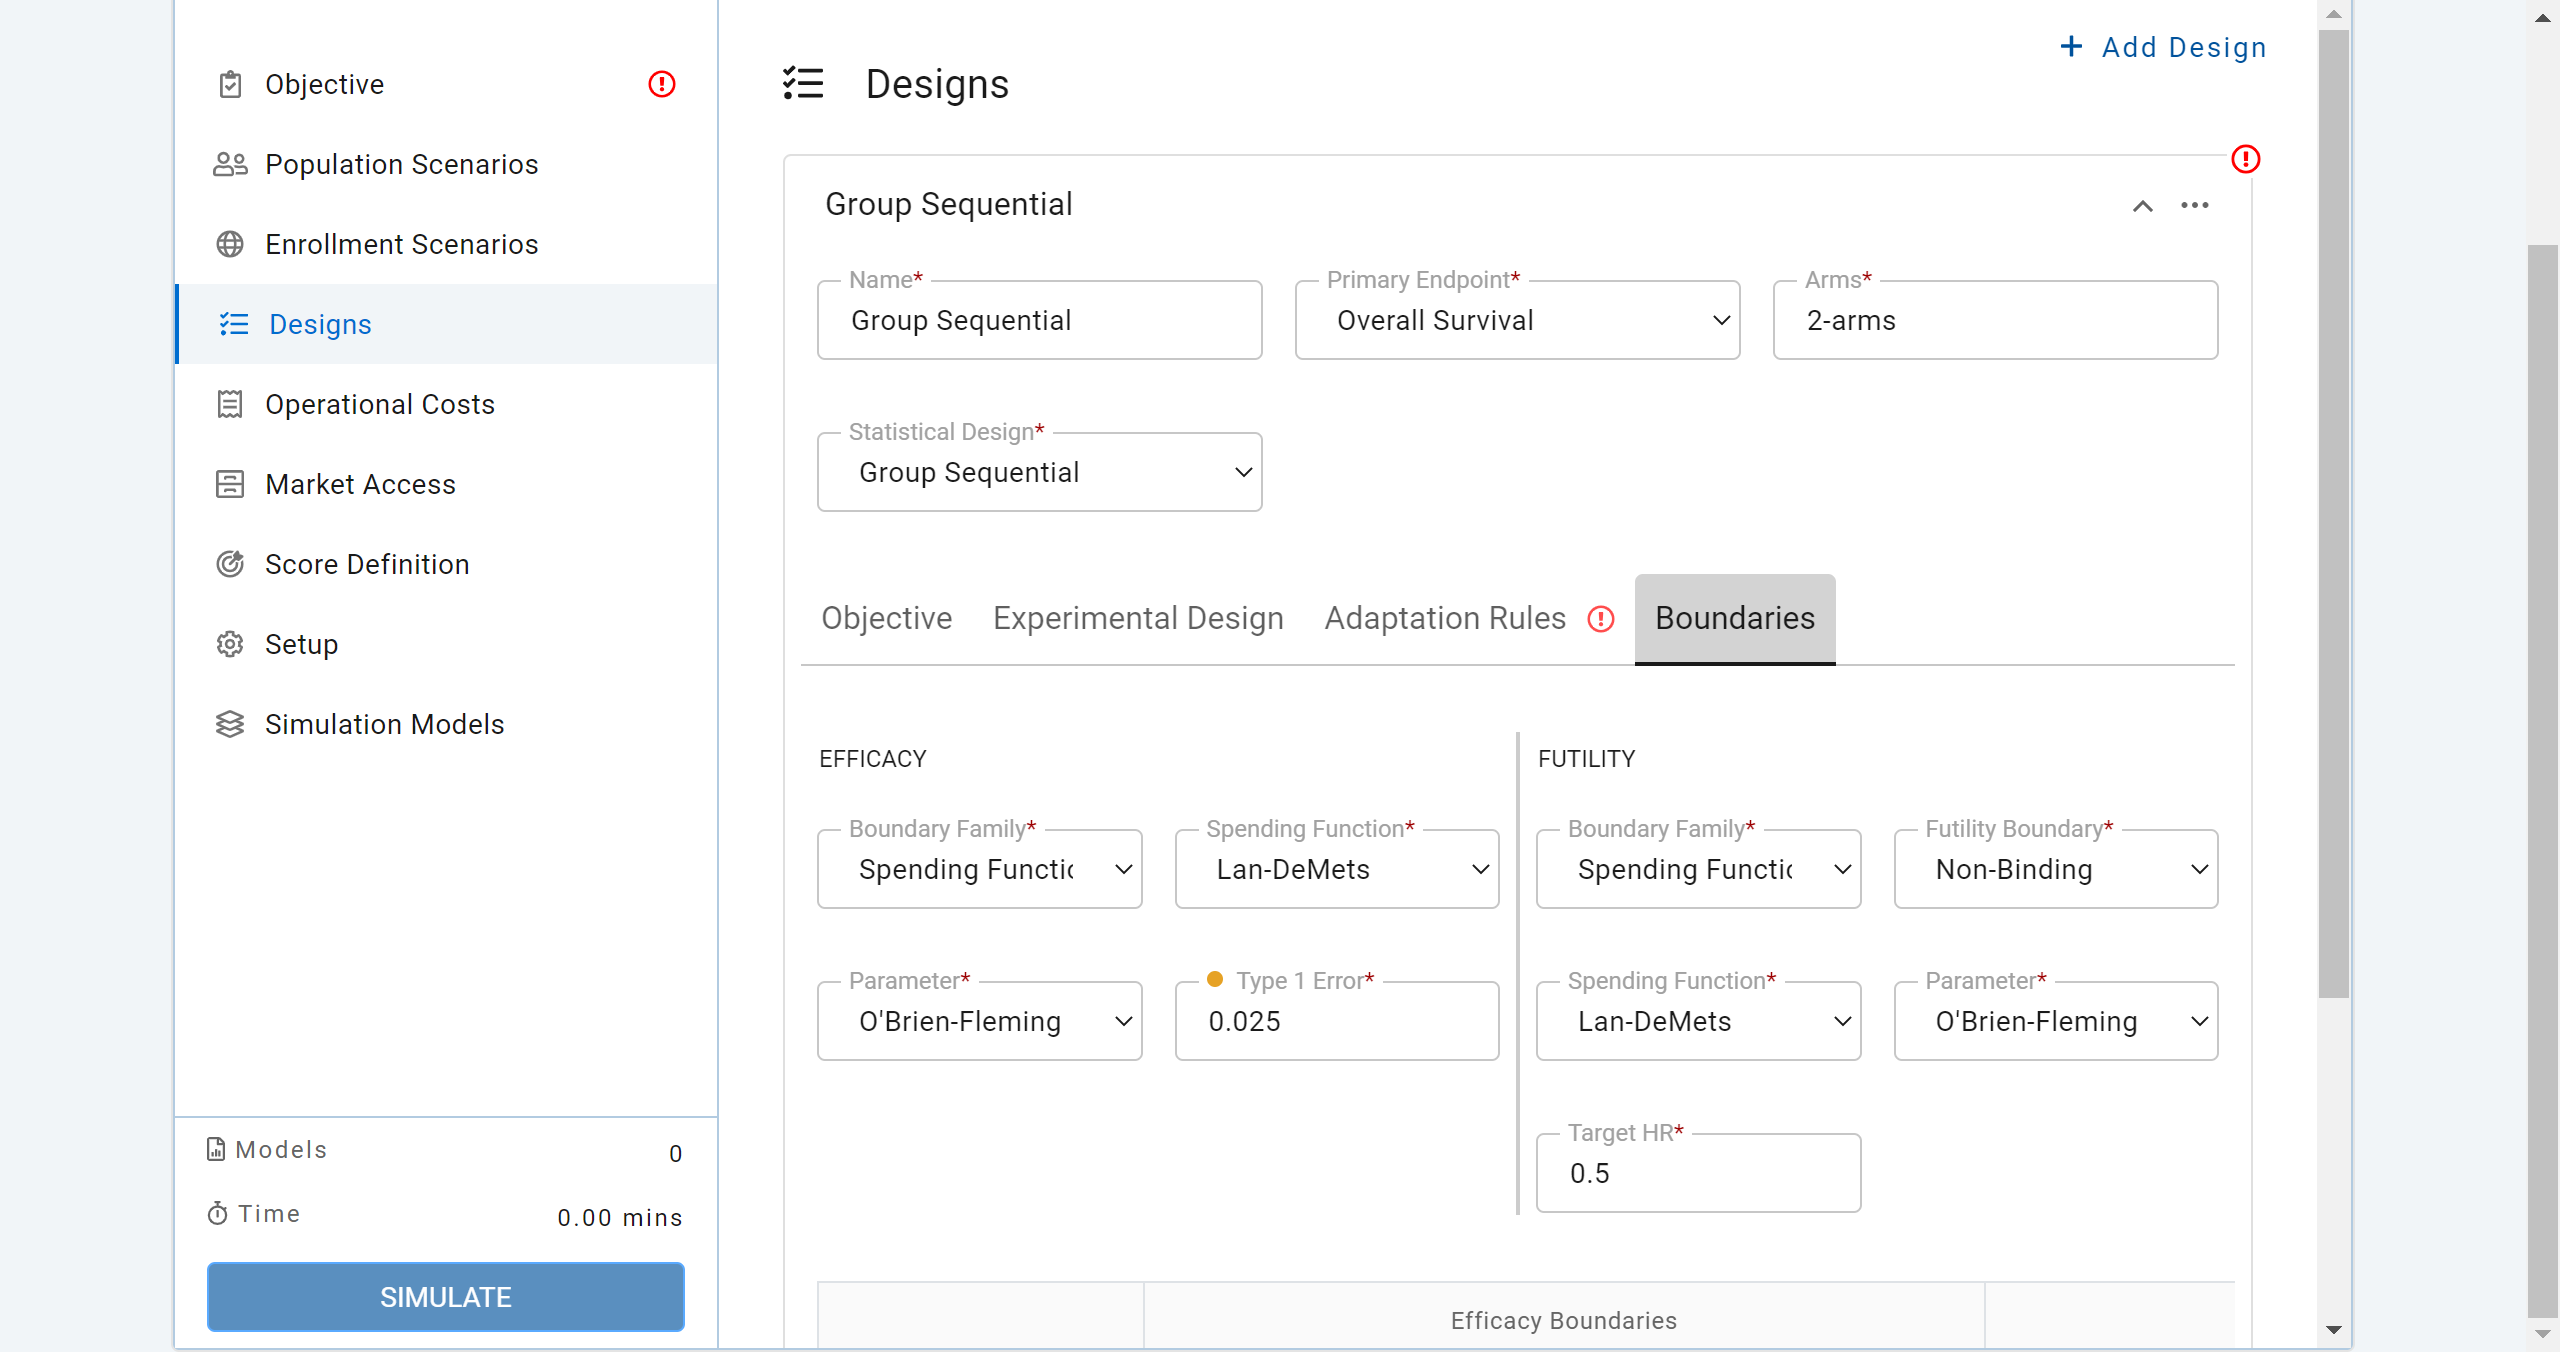 Objective
Population Scenarios
Enrollment Scenarios
Designs
Operational Costs
Market Access
Score Definition
Setup
Simulation Models
Models 0
Time 0.00 mins
SIMULATE
+ Add Design
Designs
Group Sequential
Name* Primary Endpoint* Arms*
Group Sequential Overall Survival 2-arms
Statistical Design*
Group Sequential
Objective Experimental Design Adaptation Rules Boundaries
EFFICACY
Boundary Family* Spending Function*
Spending Functic Lan-DeMets
Parameter* Type 1 Error*
O'Brien-Fleming 0.025
FUTILITY
Boundary Family* Futility Boundary*
Spending Functic Non-Binding
Spending Function* Parameter*
Lan-DeMets O'Brien-Fleming
Target HR*
0.5
Efficacy Boundaries